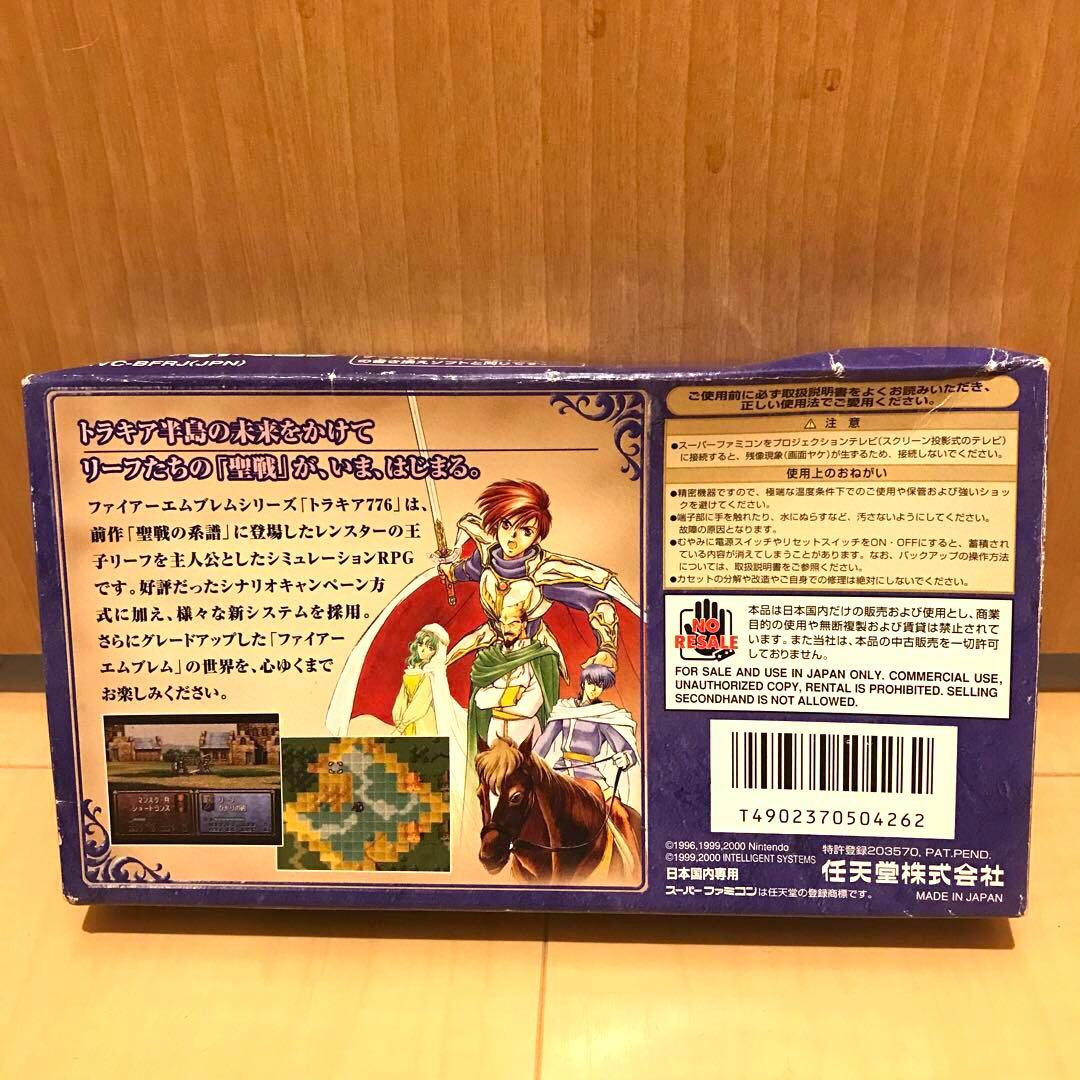 VC-BFRJ(JPN)
トラキア半島の未来をかけて
リーフたちの「聖戦」が、いま、はじまる。
ファイアーエムブレムシリーズ「トラキア776」は、
前作「聖戦の系譜」に登場したレンスターの王
子リーフを主人公としたシミュレーションRPG
です。好評だったシナリオキャンペーン方
式に加え、様々な新システムを採用。
さらにグレードアップした「ファイアー
エムブレム」の世界を、心ゆくまで
お楽しみください。
ご使用前に必ず取扱説明書をよくお読みいただき、
正しい使用法でご愛用ください。
⚠ 注 意
●スーパーファミコンをプロジェクションテレビ(スクリーン投影式のテレビ)
に接続すると、残像現象(画面ヤケ)が生ずるため、接続しないでください。
使用上のおねがい
●精密機器ですので、極端な温度条件下でのご使用や保管および強いショッ
クを避けてください。
●端子部に手を触れたり、水にぬらすなど、汚さないようにしてください。
故障の原因となります。
●むやみに電源スイッチやリセットスイッチをON・OFFにすると、蓄積され
ている内容が消えてしまうことがあります。なお、バックアップの操作方法
については、取扱説明書をご参照ください。
●カセットの分解や改造やご自身での修理は絶対にしないでください。
NO
RESALE
本品は日本国内だけの販売および使用とし、商業
目的の使用や無断複製および賃貸は禁止されて
います。また当社は、本品の中古販売を一切許可
しておりません。
FOR SALE AND USE IN JAPAN ONLY. COMMERCIAL USE,
UNAUTHORIZED COPY, RENTAL IS PROHIBITED. SELLING
SECONDHAND IS NOT ALLOWED.
T4902370504262
©1996,1999,2000 Nintendo
©1999,2000 INTELLIGENT SYSTEMS
特許登録203570, PAT.PEND.
日本国内専用
任天堂株式会社
スーパーファミコンは任天堂の登録商標です。
MADE IN JAPAN